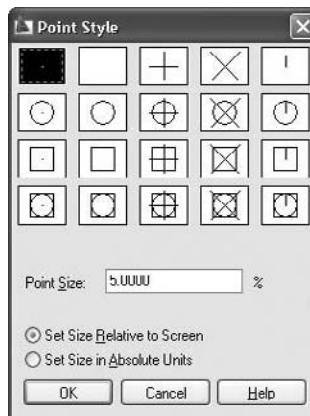 Point Style
Point Size: 5.0000 %
Set Size Relative to Screen
Set Size in Absolute Units
OK Cancel Help